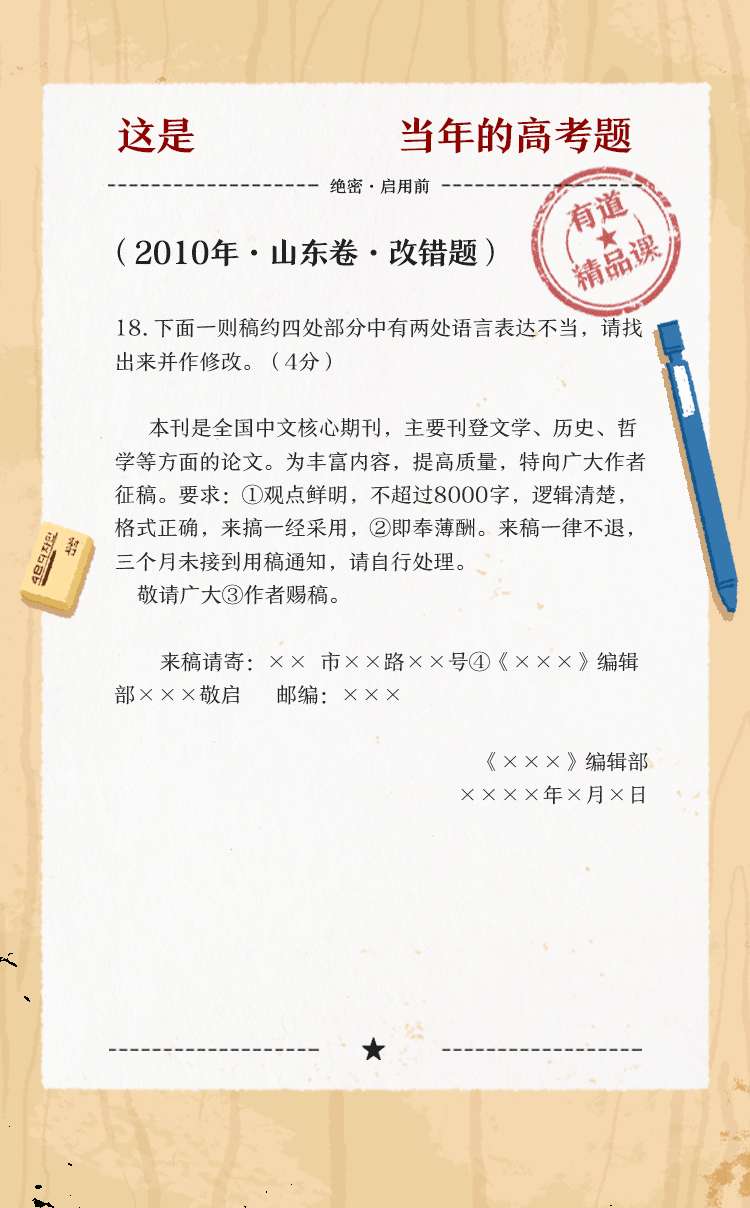 这是 当年的高考题
绝密·启用前
有道
精品课
（2010年·山东卷·改错题）
18.下面一则稿约四处部分中有两处语言表达不当，请找
出来并作修改。（4分）
本刊是全国中文核心期刊，主要刊登文学、历史、哲
学等方面的论文。为丰富内容，提高质量，特向广大作者
征稿。要求：①观点鲜明，不超过8000字，逻辑清楚，
格式正确，来搞一经采用，②即奉薄酬。来稿一律不退，
三个月未接到用稿通知，请自行处理。
敬请广大③作者赐稿。
来稿请寄：×× 市××路××号④《×××》编辑
部×××敬启 邮编：×××
《×××》编辑部
××××年×月×日